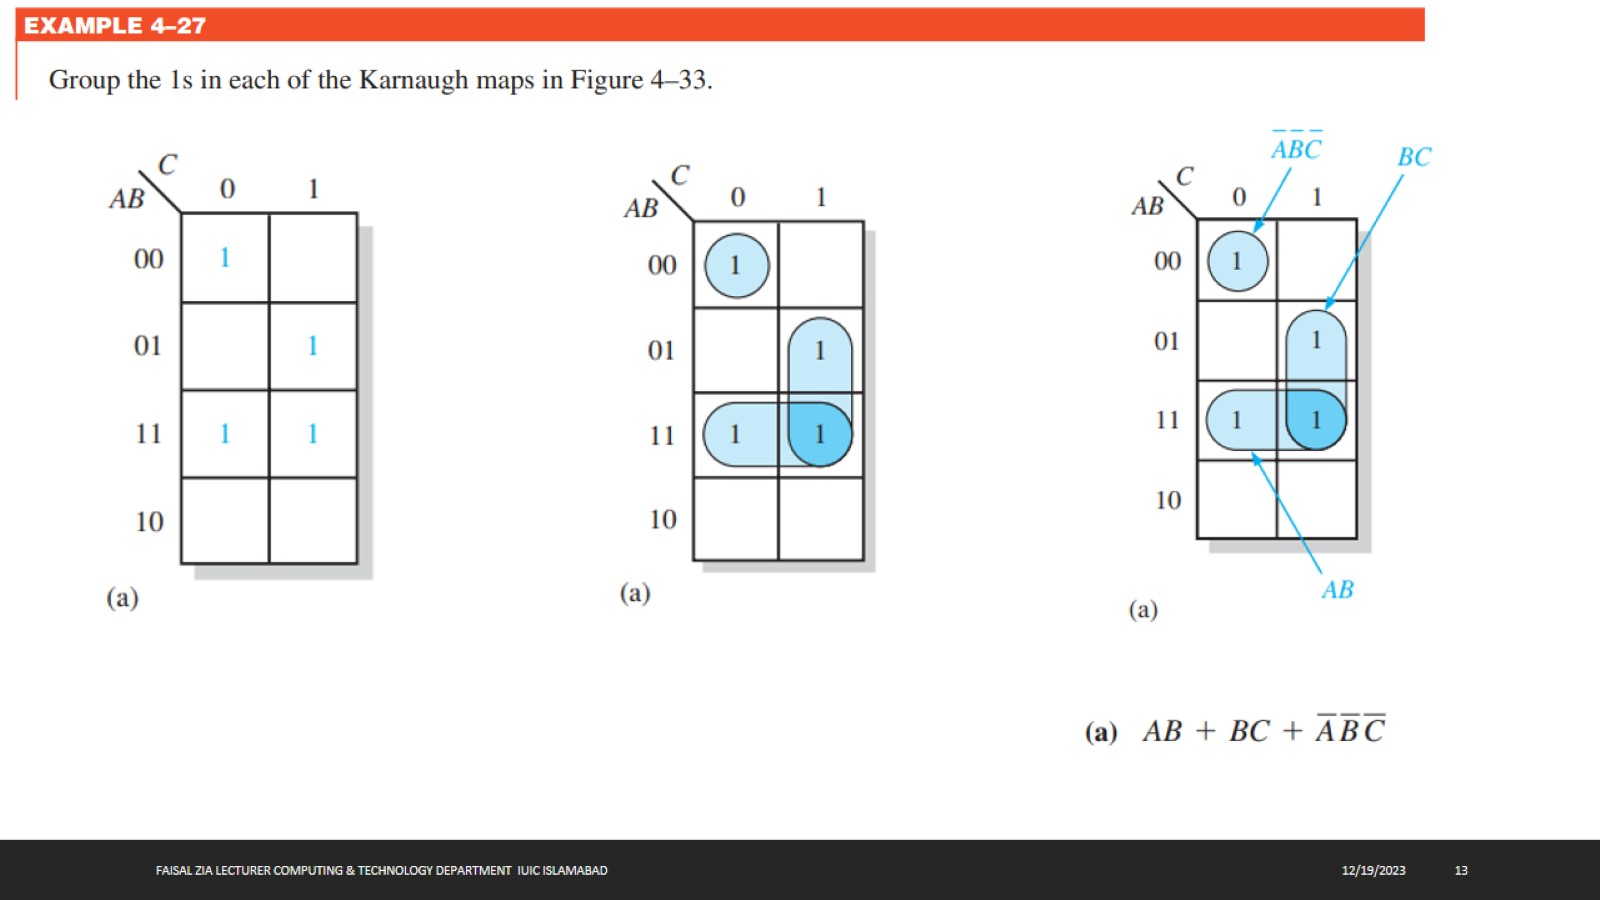 EXAMPLE 4–27
Group the 1s in each of the Karnaugh maps in Figure 4–33.
C
AB
0 1
00 1
01 1
11 1 1
10
(a)
C
AB
0 1
00 1
01 1
11 1 1
10
(a)
A̅B̅C̅
BC
C
AB
0 1
00 1
01 1
11 1 1
10
AB
(a)
(a) AB + BC + A̅B̅C̅
FAISAL ZIA LECTURER COMPUTING & TECHNOLOGY DEPARTMENT IUIC ISLAMABAD
12/19/2023
13